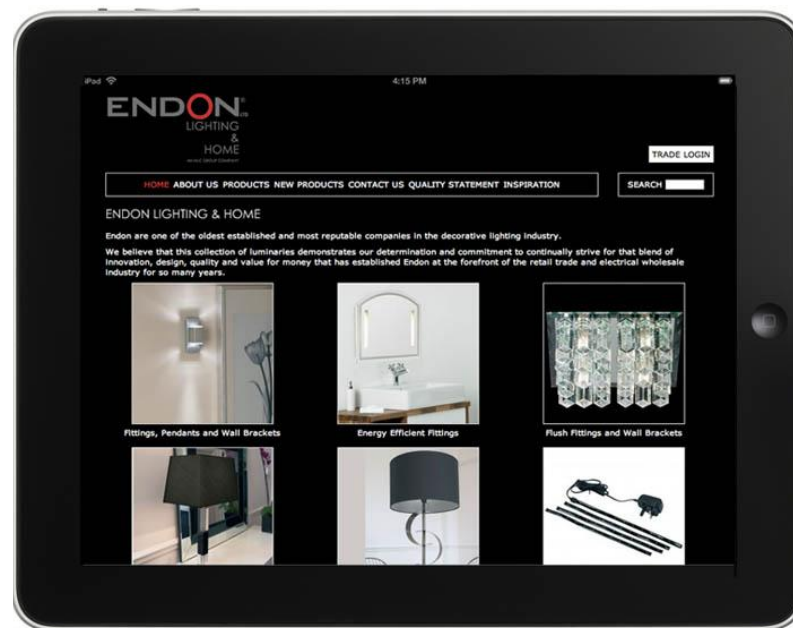 iPad
4:15 PM
ENDON® LTD
LIGHTING
&
HOME
TRADE LOGIN
HOME ABOUT US PRODUCTS NEW PRODUCTS CONTACT US QUALITY STATEMENT INSPIRATION
SEARCH
ENDON LIGHTING & HOME
Endon are one of the oldest established and most reputable companies in the decorative lighting industry.
We believe that this collection of luminaries demonstrates our determination and commitment to continually strive for that blend of
innovation, design, quality and value for money that has established Endon at the forefront of the retail trade and electrical wholesale
industry for so many years.
Fittings, Pendants and Wall Brackets
Energy Efficient Fittings
Flush Fittings and Wall Brackets